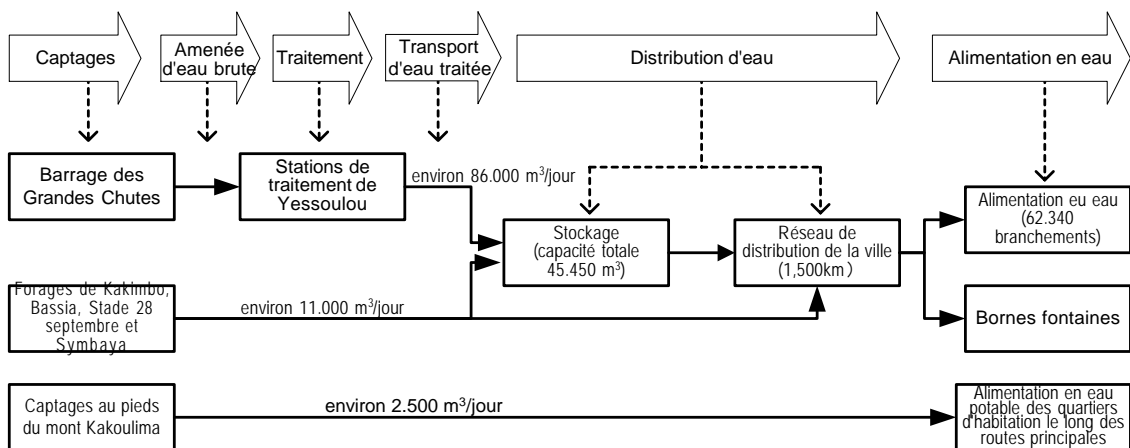 Captages
Amenée
d'eau brute
Traitement
Transport
d'eau traitée
Distribution d'eau
Alimentation en eau
Barrage des
Grandes Chutes
Stations de
traitement de
Yessoulou
environ 86.000 m³/jour
Stockage
(capacité totale
45.450 m³)
Réseau de
distribution de la ville
(1,500km)
Alimentation eu eau
(62.340
branchements)
Forages de Kakimbo,
Bassia, Stade 28
septembre et
Symbaya
environ 11.000 m³/jour
Bornes fontaines
Captages au pieds
du mont Kakoulima
environ 2.500 m³/jour
Alimentation en eau
potable des quartiers
d'habitation le long des
routes principales